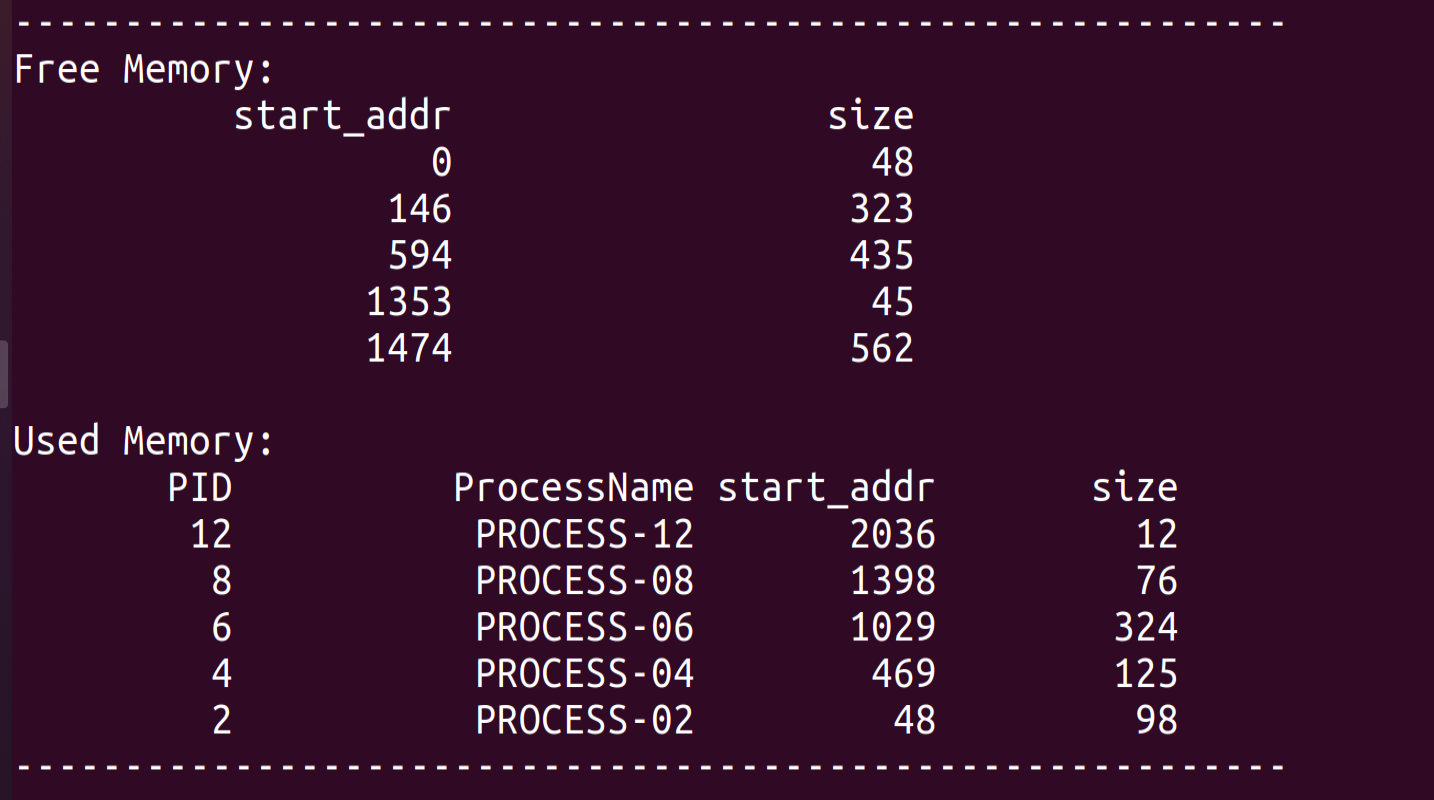 -----------------------------------------------------------
Free Memory:
          start_addr                 size
                   0                   48
                 146                  323
                 594                  435
                1353                   45
                1474                  562

Used Memory:
       PID          ProcessName start_addr       size
        12           PROCESS-12       2036         12
         8           PROCESS-08       1398         76
         6           PROCESS-06       1029        324
         4           PROCESS-04        469        125
         2           PROCESS-02         48         98
-----------------------------------------------------------